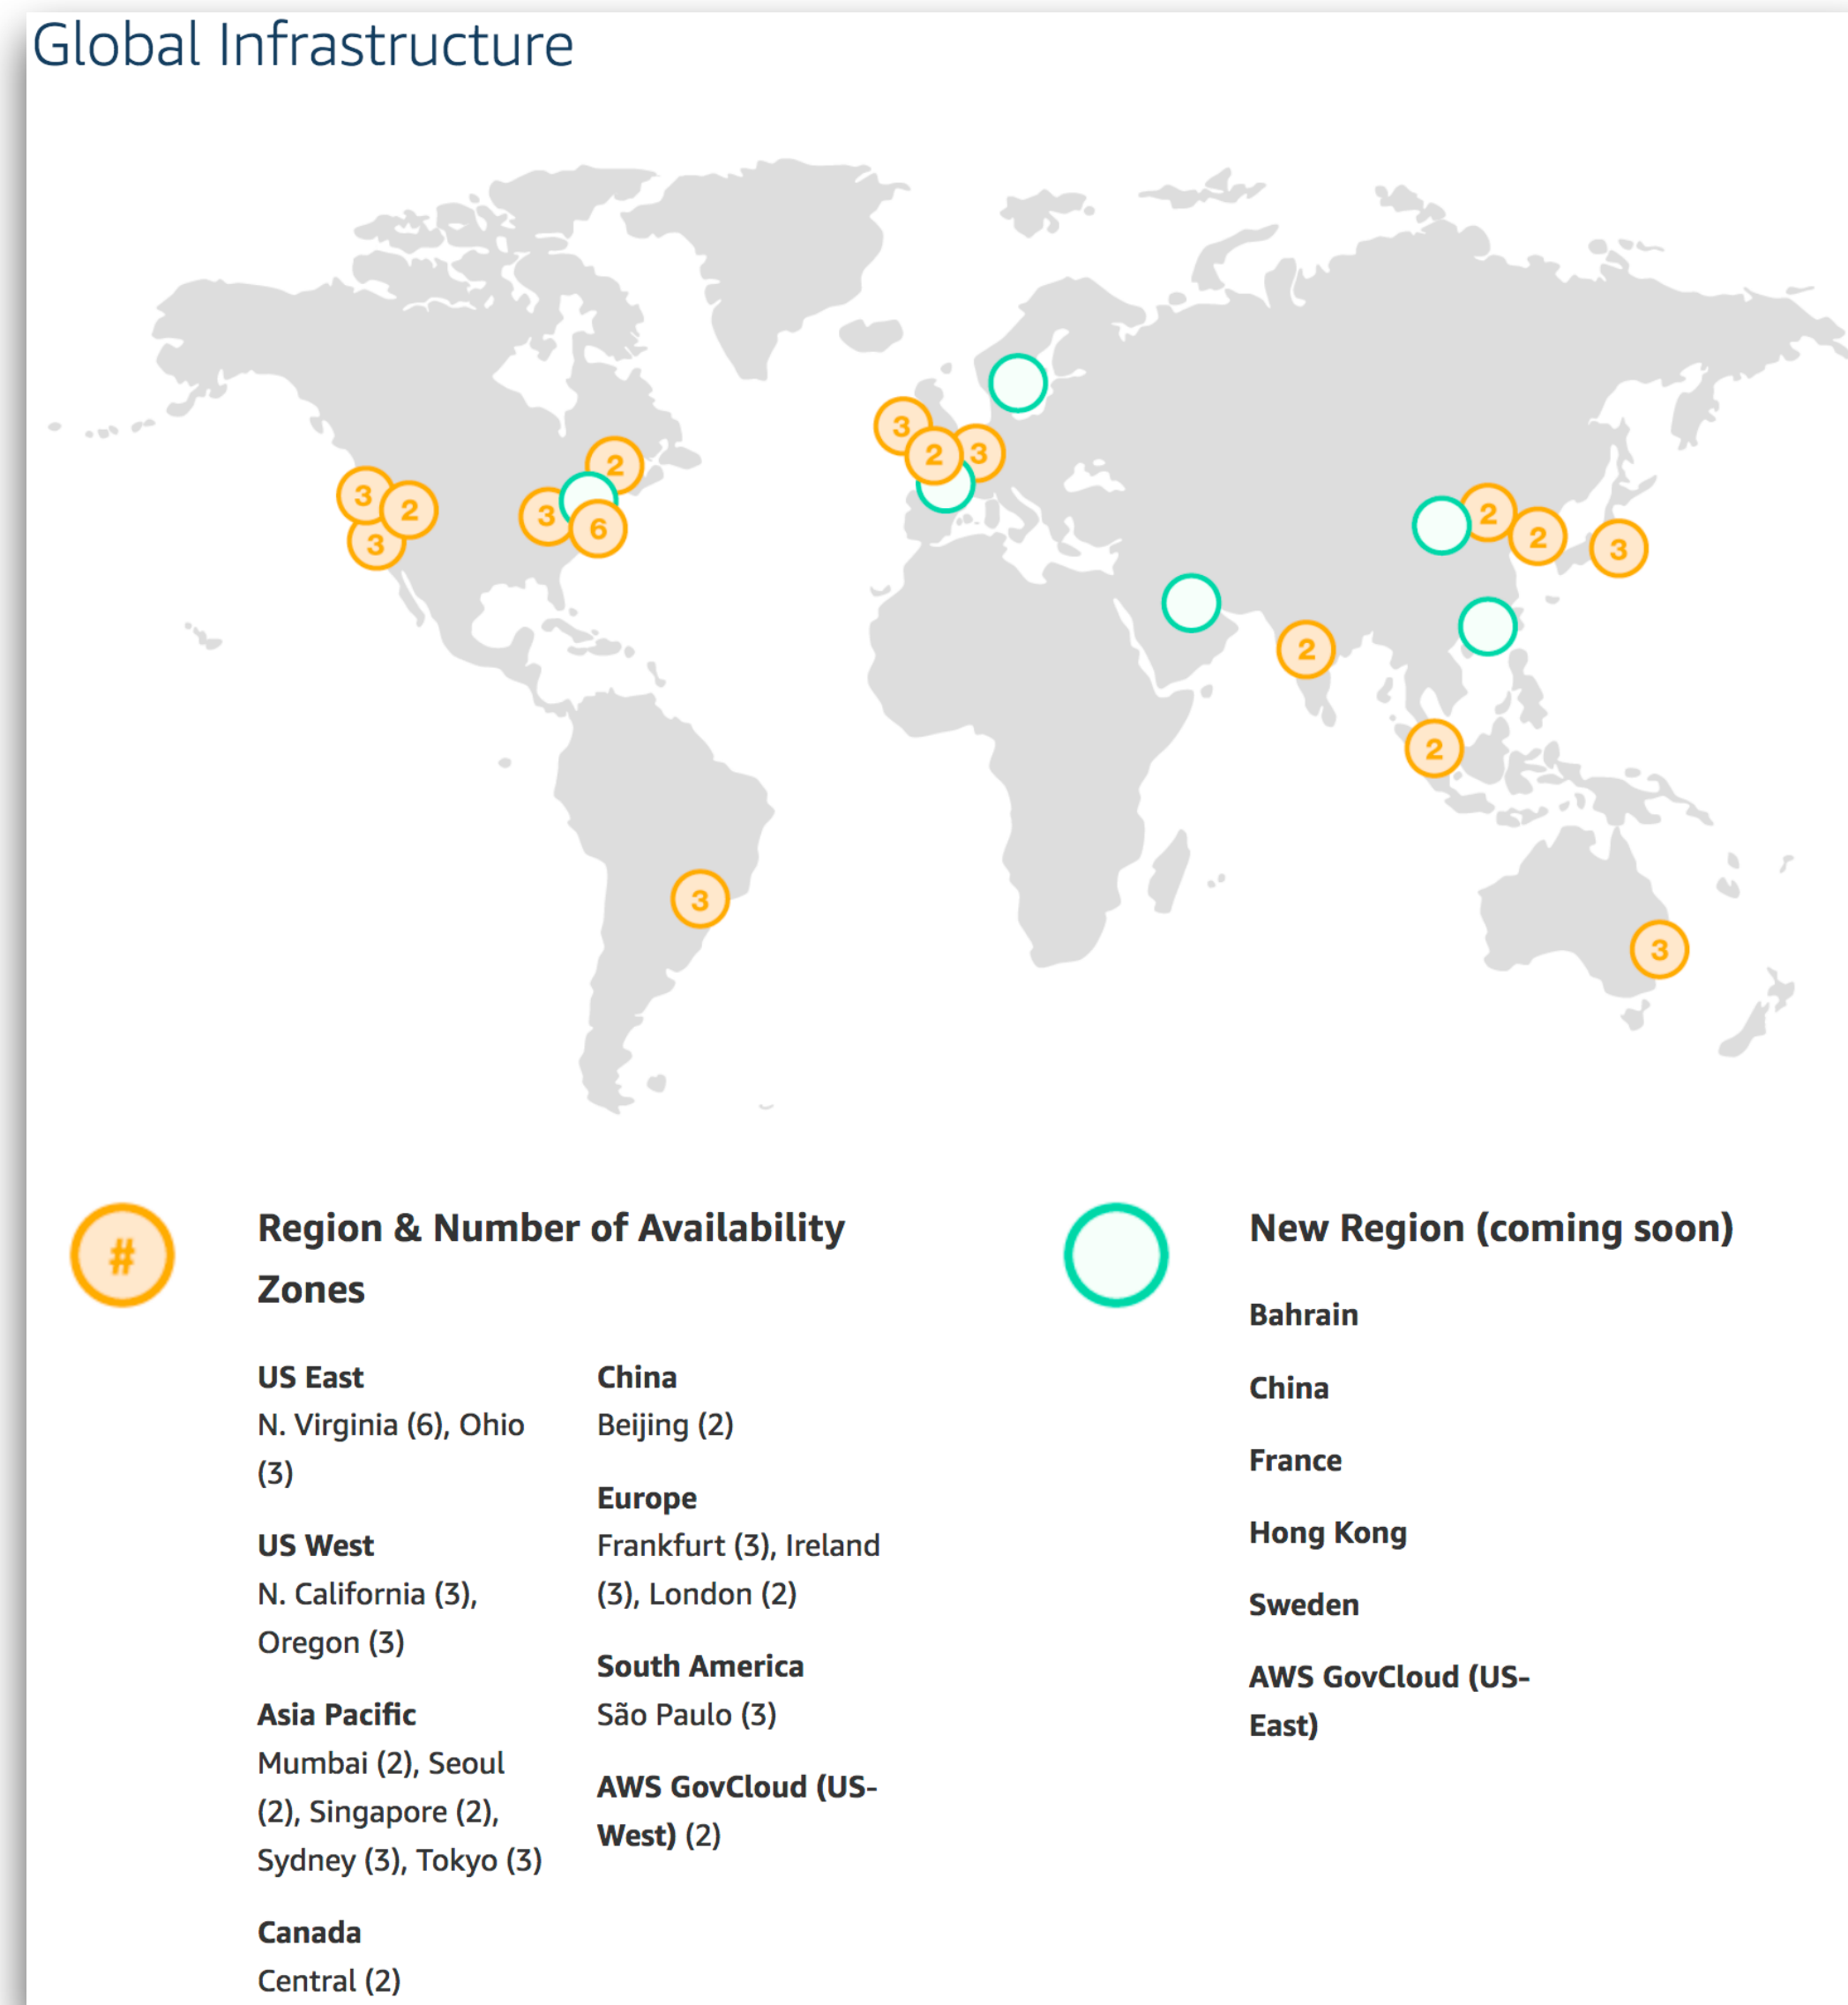 Global Infrastructure
2
3
3
3
2
2
3
3
2
6
2
2
3
3
2
2
3
3
#
Region & Number of Availability
Zones
US East
N. Virginia (6), Ohio
(3)
US West
N. California (3),
Oregon (3)
Asia Pacific
Mumbai (2), Seoul
(2), Singapore (2),
Sydney (3), Tokyo (3)
Canada
Central (2)
China
Beijing (2)
Europe
Frankfurt (3), Ireland
(3), London (2)
South America
São Paulo (3)
AWS GovCloud (US-
West) (2)
New Region (coming soon)
Bahrain
China
France
Hong Kong
Sweden
AWS GovCloud (US-
East)